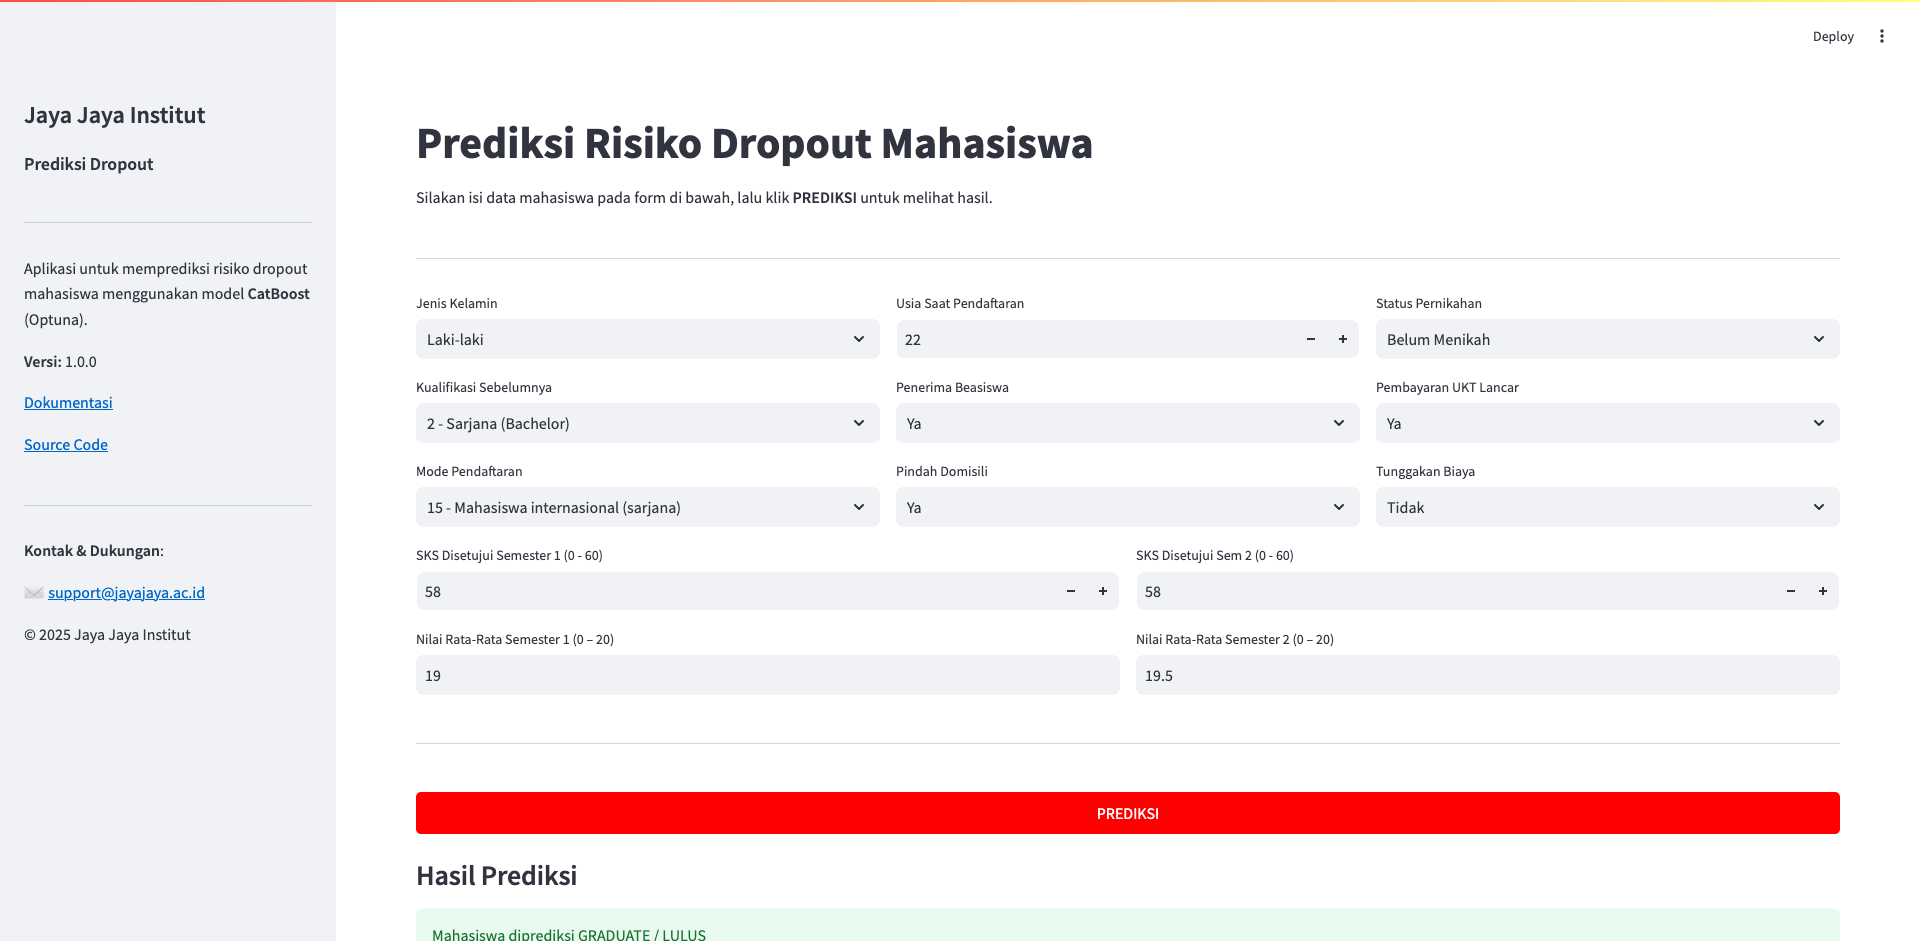 Deploy
Jaya Jaya Institut
Prediksi Dropout
Aplikasi untuk memprediksi risiko dropout
mahasiswa menggunakan model CatBoost
(Optuna).
Versi: 1.0.0
Dokumentasi
Source Code
Kontak & Dukungan:
support@jayajaya.ac.id
© 2025 Jaya Jaya Institut
Prediksi Risiko Dropout Mahasiswa
Silakan isi data mahasiswa pada form di bawah, lalu klik PREDIKSI untuk melihat hasil.
Jenis Kelamin
Laki-laki
Usia Saat Pendaftaran
22
Status Pernikahan
Belum Menikah
Kualifikasi Sebelumnya
2 - Sarjana (Bachelor)
Penerima Beasiswa
Ya
Pembayaran UKT Lancar
Ya
Mode Pendaftaran
15 - Mahasiswa internasional (sarjana)
Pindah Domisili
Ya
Tunggakan Biaya
Tidak
SKS Disetujui Semester 1 (0 - 60)
58
SKS Disetujui Sem 2 (0 - 60)
58
Nilai Rata-Rata Semester 1 (0 – 20)
19
Nilai Rata-Rata Semester 2 (0 – 20)
19.5
PREDIKSI
Hasil Prediksi
Mahasiswa diprediksi GRADUATE / LULUS